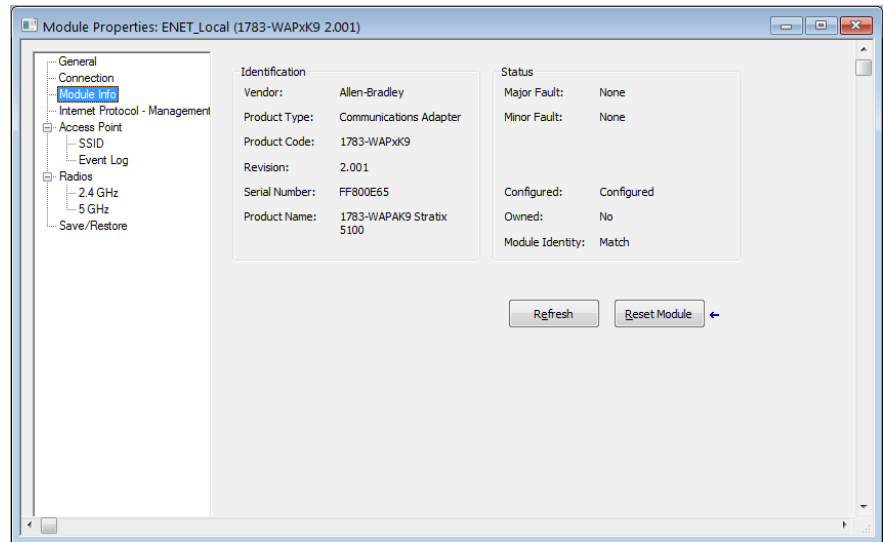 Module Properties: ENET_Local (1783-WAPxK9 2.001)
General
Connection
Module Info
Internet Protocol - Management
Access Point
SSID
Event Log
Radios
2.4 GHz
5 GHz
Save/Restore
Identification
Vendor: Allen-Bradley
Product Type: Communications Adapter
Product Code: 1783-WAPxK9
Revision: 2.001
Serial Number: FF800E65
Product Name: 1783-WAPAK9 Stratix
5100
Status
Major Fault: None
Minor Fault: None
Configured: Configured
Owned: No
Module Identity: Match
Refresh
Reset Module